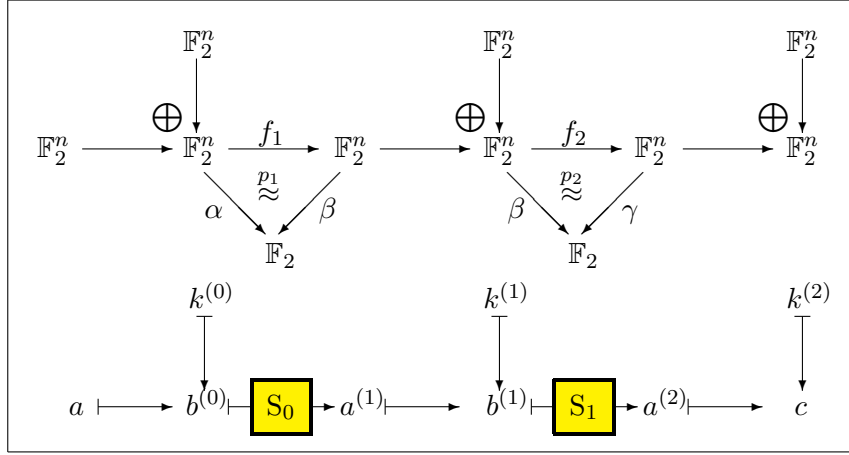 𝔽₂ⁿ 𝔽₂ⁿ 𝔽₂ⁿ
⊕ ⊕ ⊕
𝔽₂ⁿ 𝔽₂ⁿ f₁ 𝔽₂ⁿ 𝔽₂ⁿ f₂ 𝔽₂ⁿ 𝔽₂ⁿ
p₁ p₂
≈ ≈
α β β γ
𝔽₂ 𝔽₂
k⁽⁰⁾ k⁽¹⁾ k⁽²⁾
a b⁽⁰⁾ S₀ a⁽¹⁾ b⁽¹⁾ S₁ a⁽²⁾ c